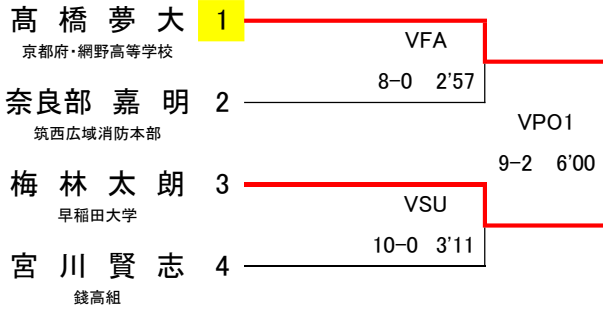 髙橋夢大 1
京都府・網野高等学校
VFA
8-0 2'57
奈良部 嘉明 2
筑西広域消防本部
VPO1
9-2 6'00
梅林太朗 3
早稲田大学
VSU
10-0 3'11
宮川賢志 4
錢高組